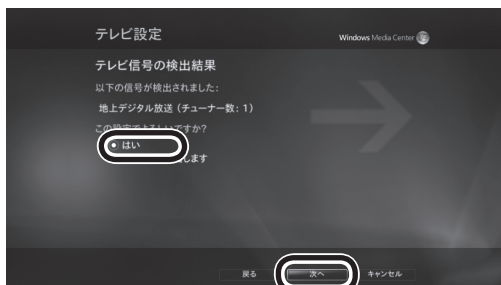 テレビ設定
Windows Media Center
テレビ信号の検出結果
以下の信号が検出されました:
地上デジタル放送（チューナー数: 1）
この設定でよろしいですか?
はい
します
戻る
次へ
キャンセル